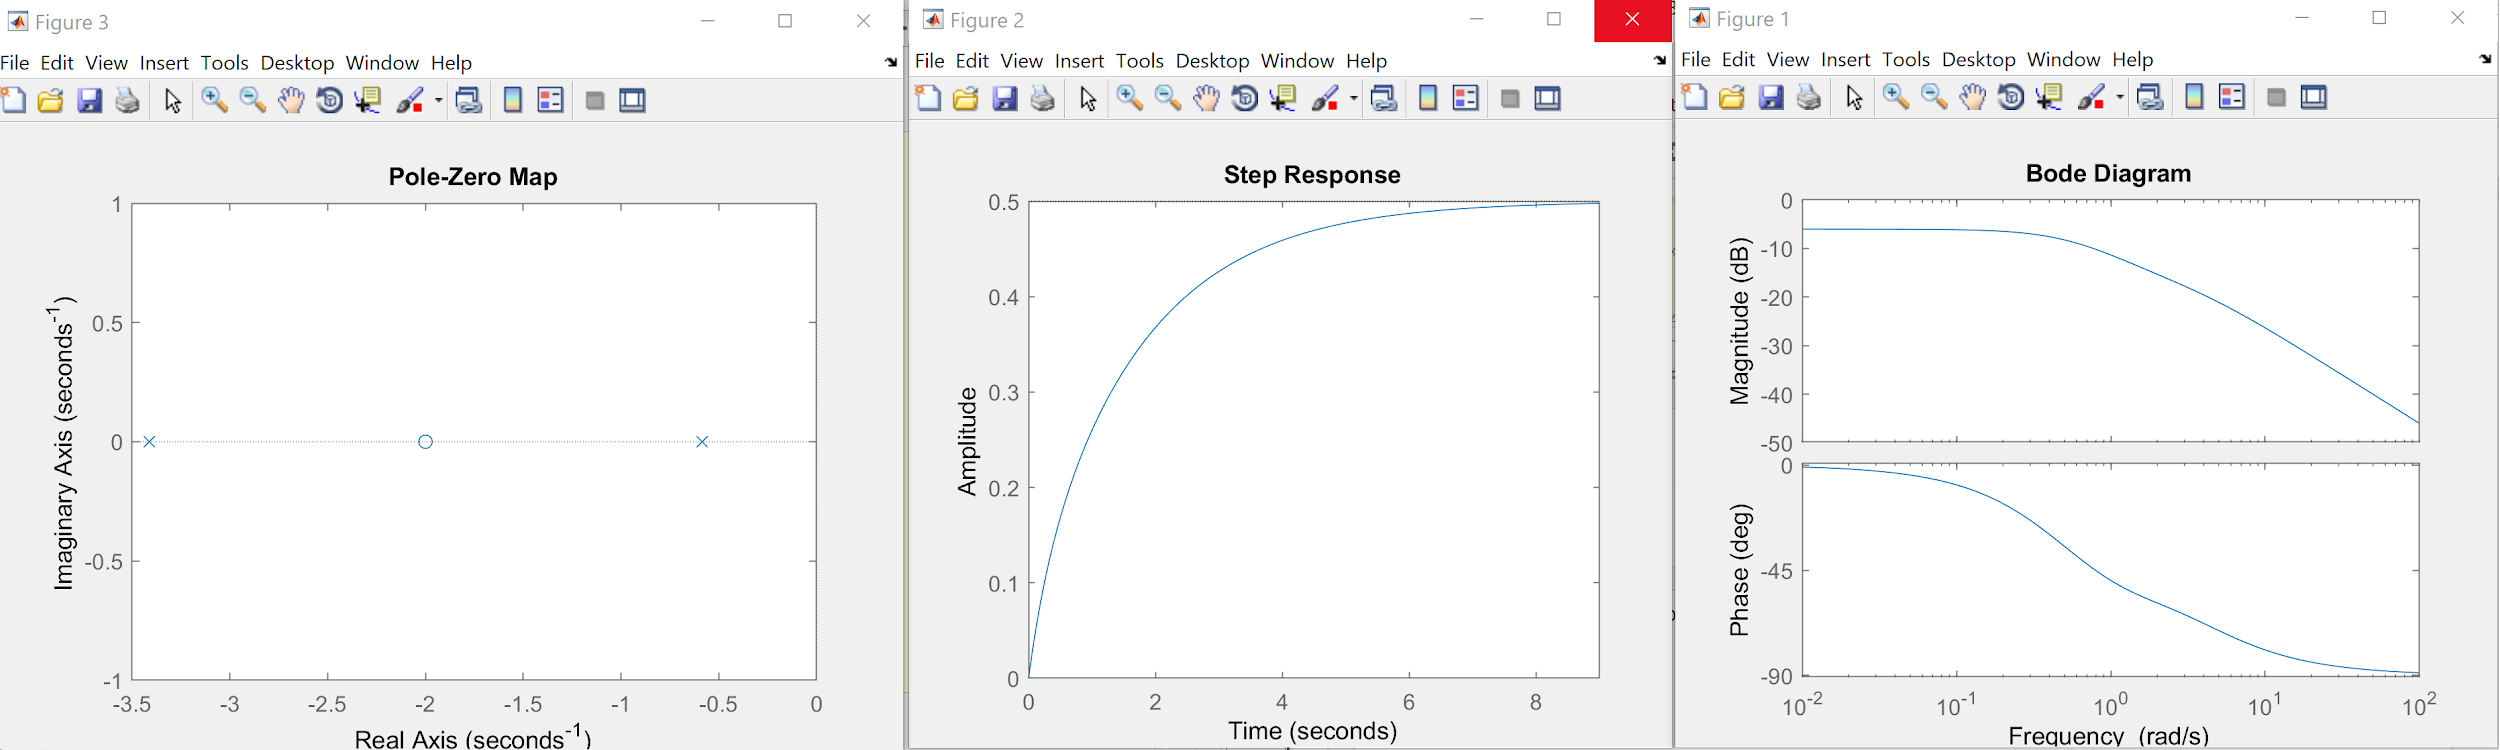 Figure 3
File Edit View Insert Tools Desktop Window Help
Pole-Zero Map
1
0.5
0
-0.5
-1
Imaginary Axis (seconds⁻¹)
-3.5 -3 -2.5 -2 -1.5 -1 -0.5 0
Real Axis (seconds⁻¹)
Figure 2
File Edit View Insert Tools Desktop Window Help
Step Response
0.5
0.4
0.3
0.2
0.1
0
Amplitude
0 2 4 6 8
Time (seconds)
Figure 1
File Edit View Insert Tools Desktop Window Help
Bode Diagram
0
-10
-20
-30
-40
-50
Magnitude (dB)
0
-45
-90
Phase (deg)
10⁻² 10⁻¹ 10⁰ 10¹ 10²
Frequency (rad/s)